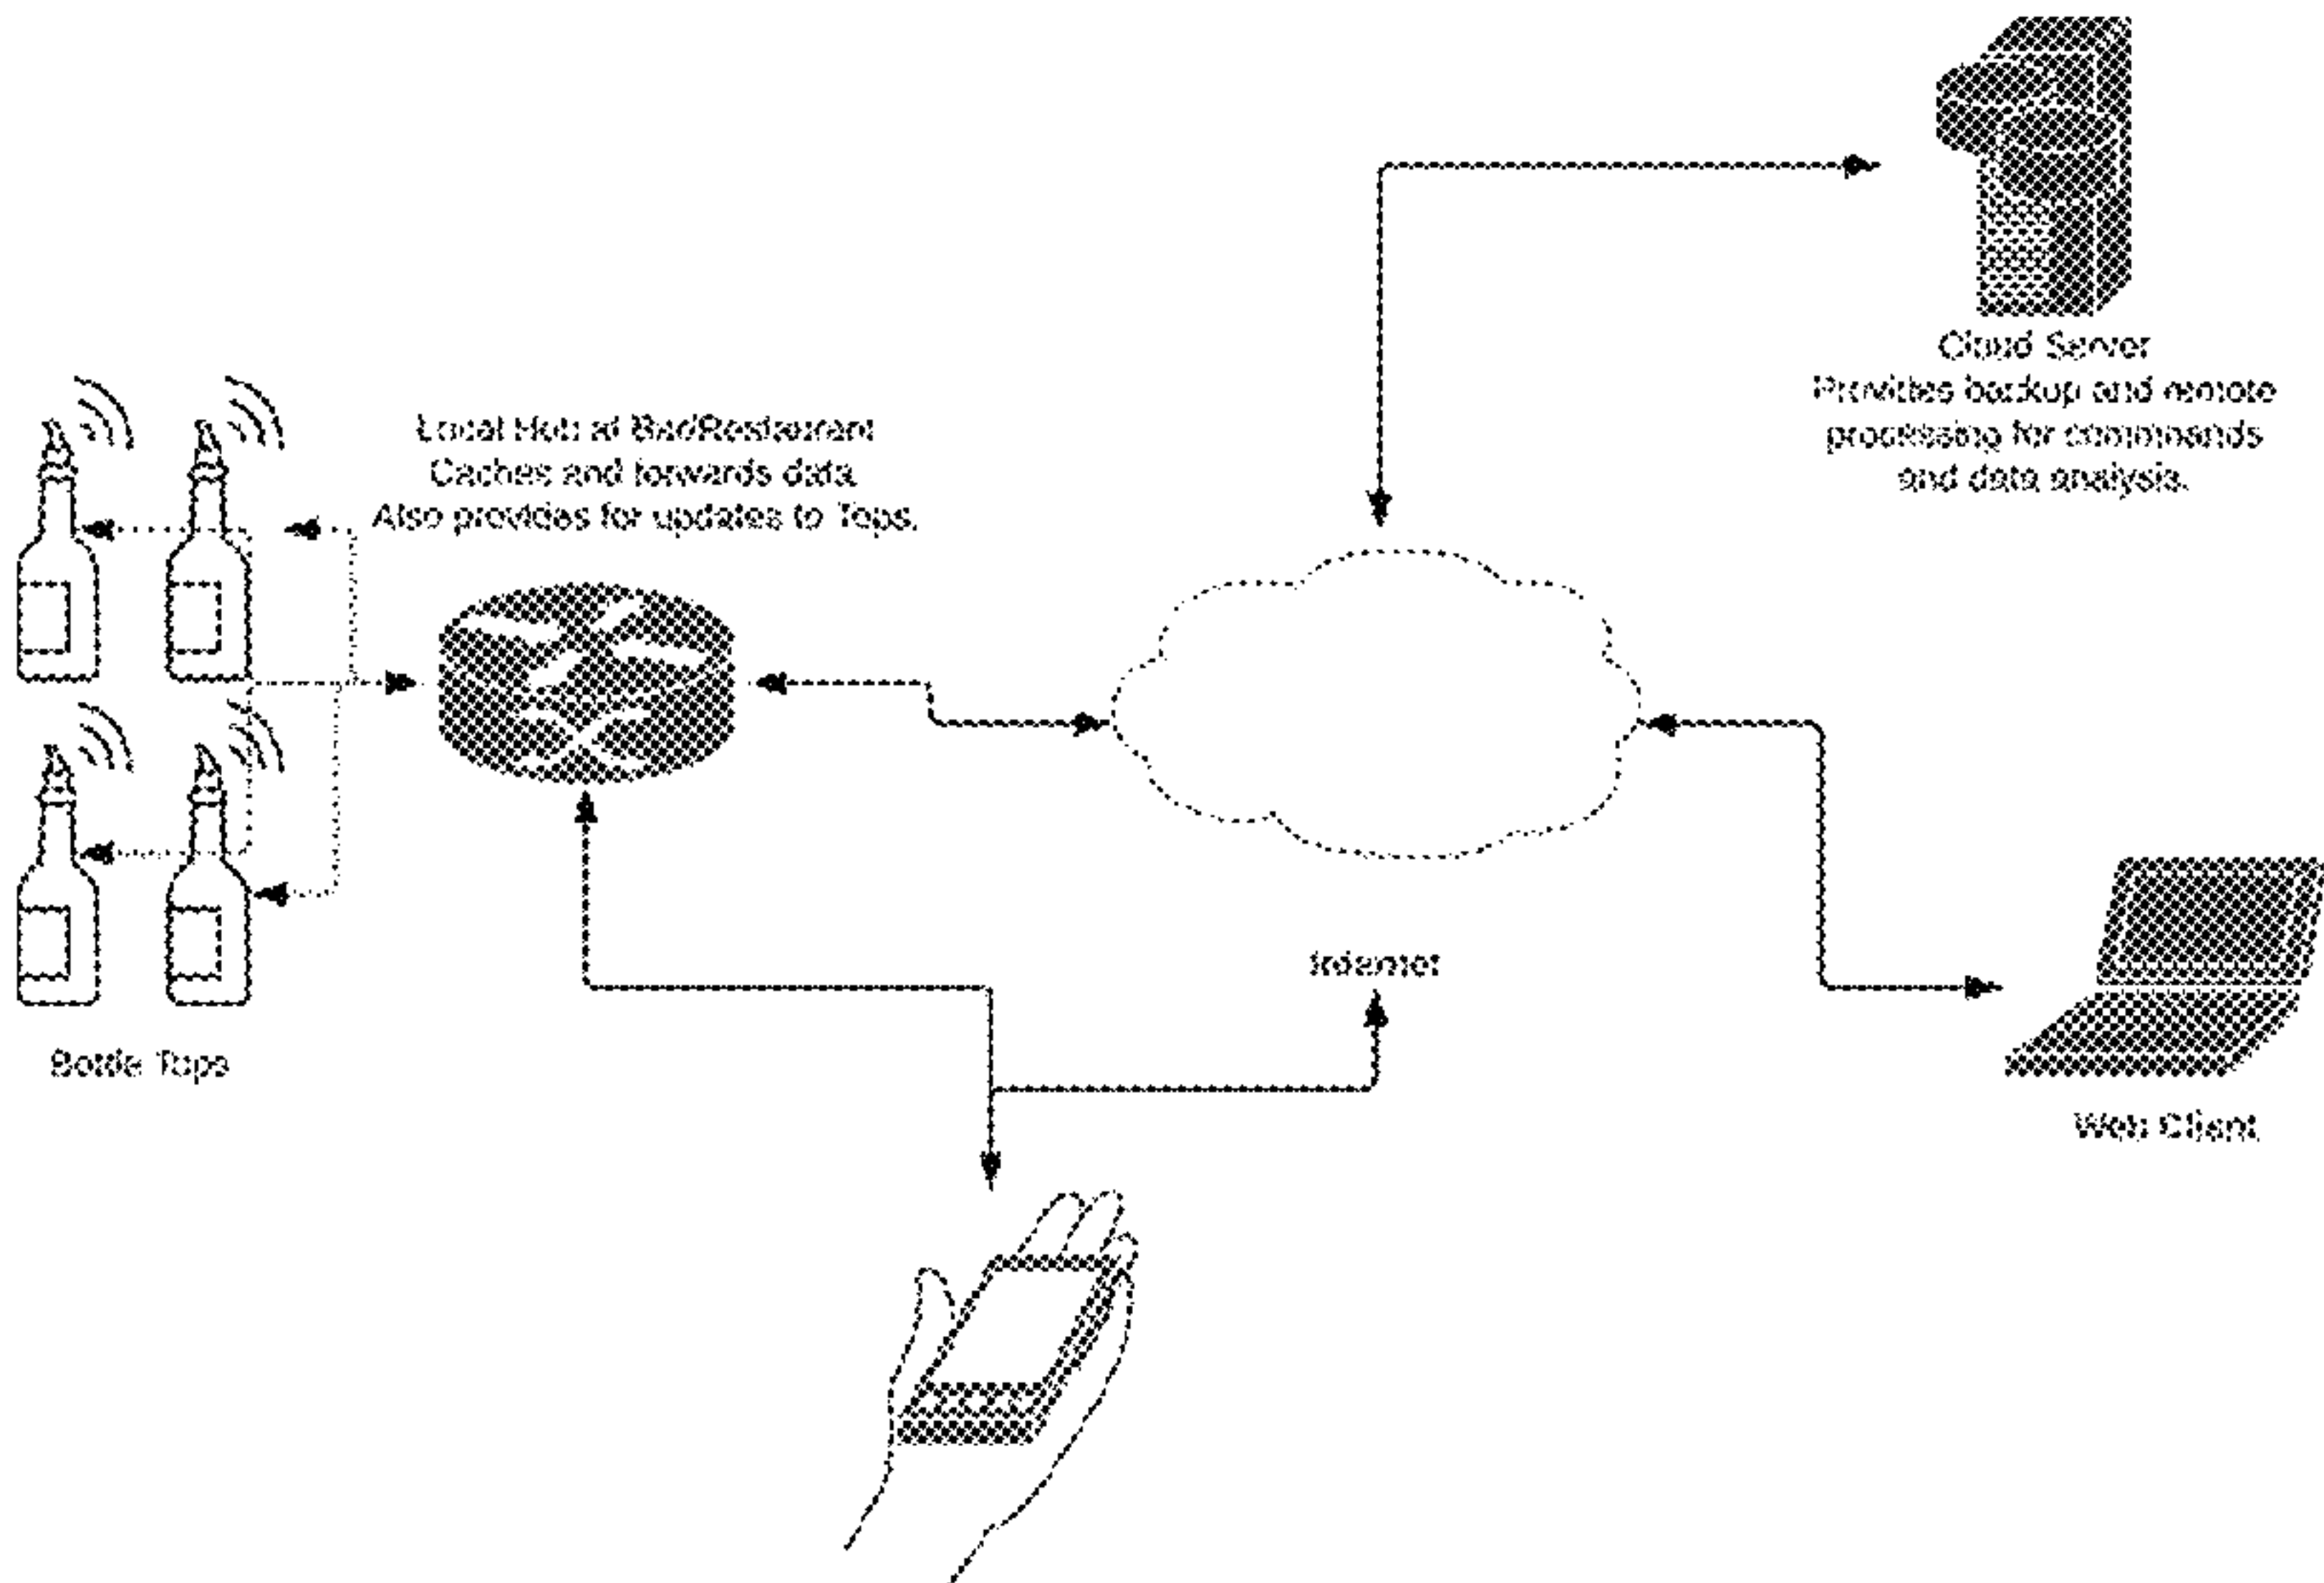 Cloud Server
Provides backup and remote
processing for commands
and data analysis.
Local Hub at Bar/Restaurant
Caches and forwards data.
Also provides for updates to Tops.
Internet
Bottle Tops
Web Client